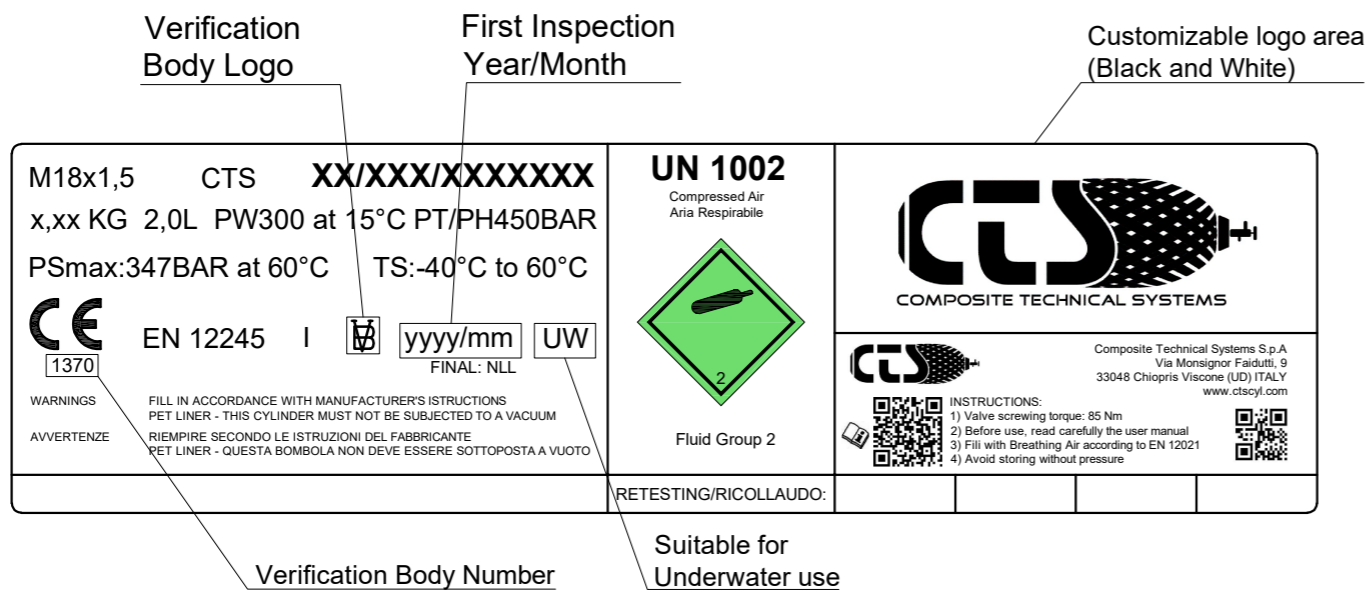 Verification
Body Logo
First Inspection
Year/Month
Customizable logo area
(Black and White)
M18x1,5 CTS XX/XXX/XXXXXXX
x,xx KG 2,0L PW300 at 15°C PT/PH450BAR
PSmax:347BAR at 60°C TS:-40°C to 60°C
CE EN 12245 I VB yyyy/mm UW
1370
FINAL: NLL
WARNINGS FILL IN ACCORDANCE WITH MANUFACTURER'S ISTRUCTIONS
PET LINER - THIS CYLINDER MUST NOT BE SUBJECTED TO A VACUUM
AVVERTENZE RIEMPIRE SECONDO LE ISTRUZIONI DEL FABBRICANTE
PET LINER - QUESTA BOMBOLA NON DEVE ESSERE SOTTOPOSTA A VUOTO
UN 1002
Compressed Air
Aria Respirabile
2
Fluid Group 2
CTS
COMPOSITE TECHNICAL SYSTEMS
CTS
Composite Technical Systems S.p.A
Via Monsignor Faidutti, 9
33048 Chiopris Viscone (UD) ITALY
www.ctscyl.com
INSTRUCTIONS:
1) Valve screwing torque: 85 Nm
2) Before use, read carefully the user manual
3) Fili with Breathing Air according to EN 12021
4) Avoid storing without pressure
RETESTING/RICOLLAUDO:
Verification Body Number
Suitable for
Underwater use